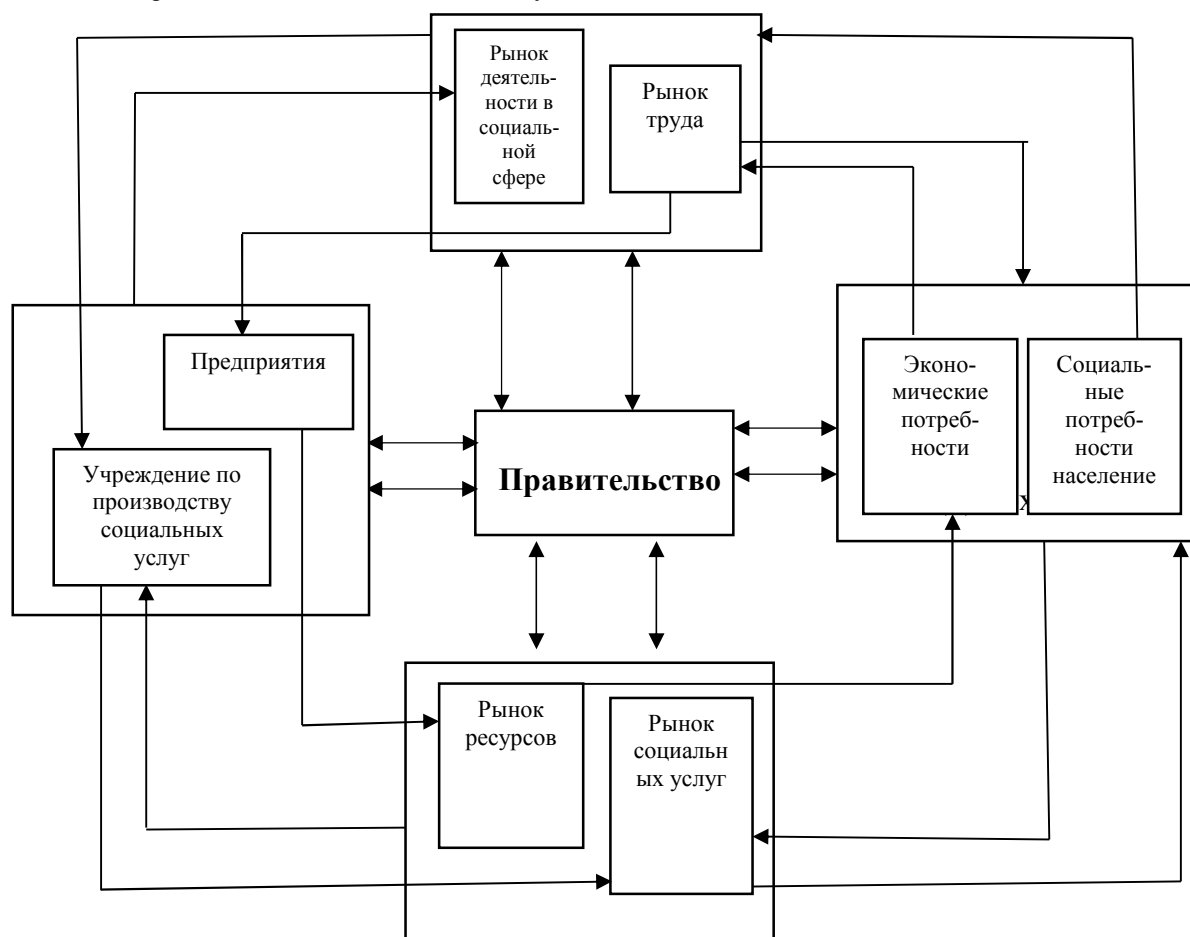 Рынок
деятель-
ности в
социаль-
ной
сфере
Рынок
труда
Предприятия
Учреждение по
производству
социальных
услуг
Правительство
Эконо-
мические
потреб-
ности
Социаль-
ные
потреб-
ности
население
Рынок
ресурсов
Рынок
социальн
ых услуг